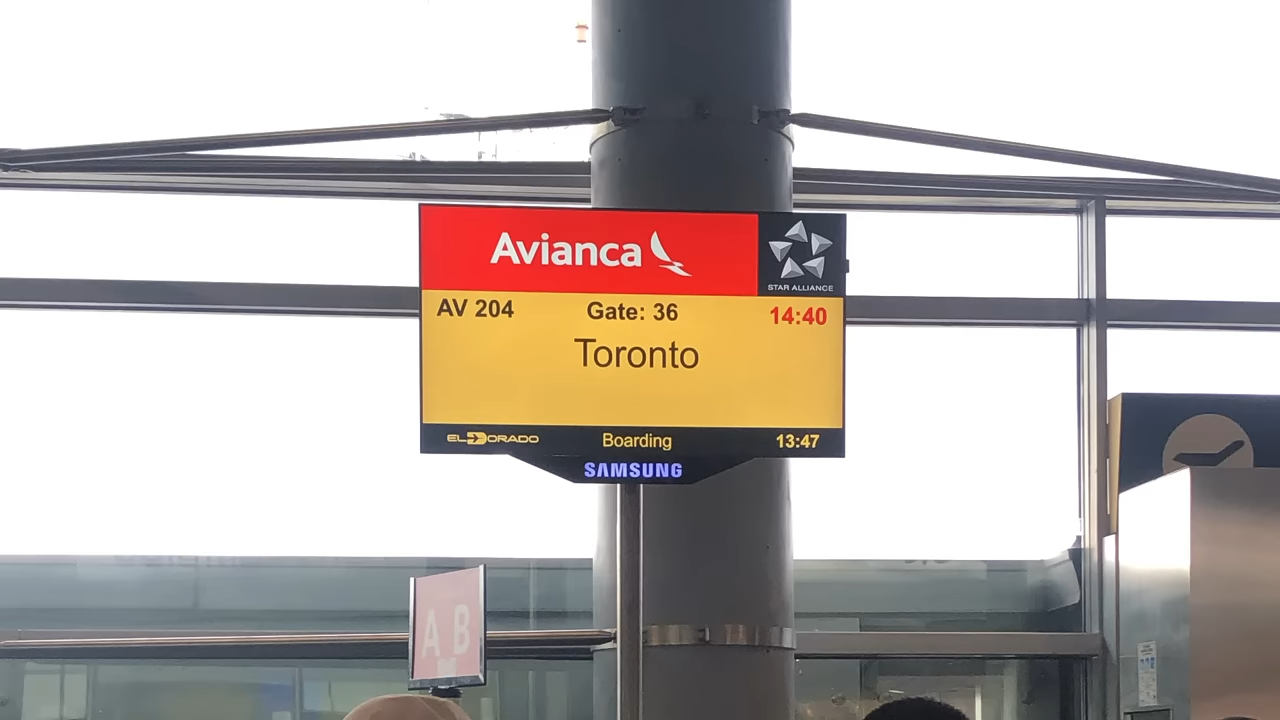 Avianca
STAR ALLIANCE
AV 204 Gate: 36 14:40
Toronto
EL DORADO Boarding 13:47
SAMSUNG
A B